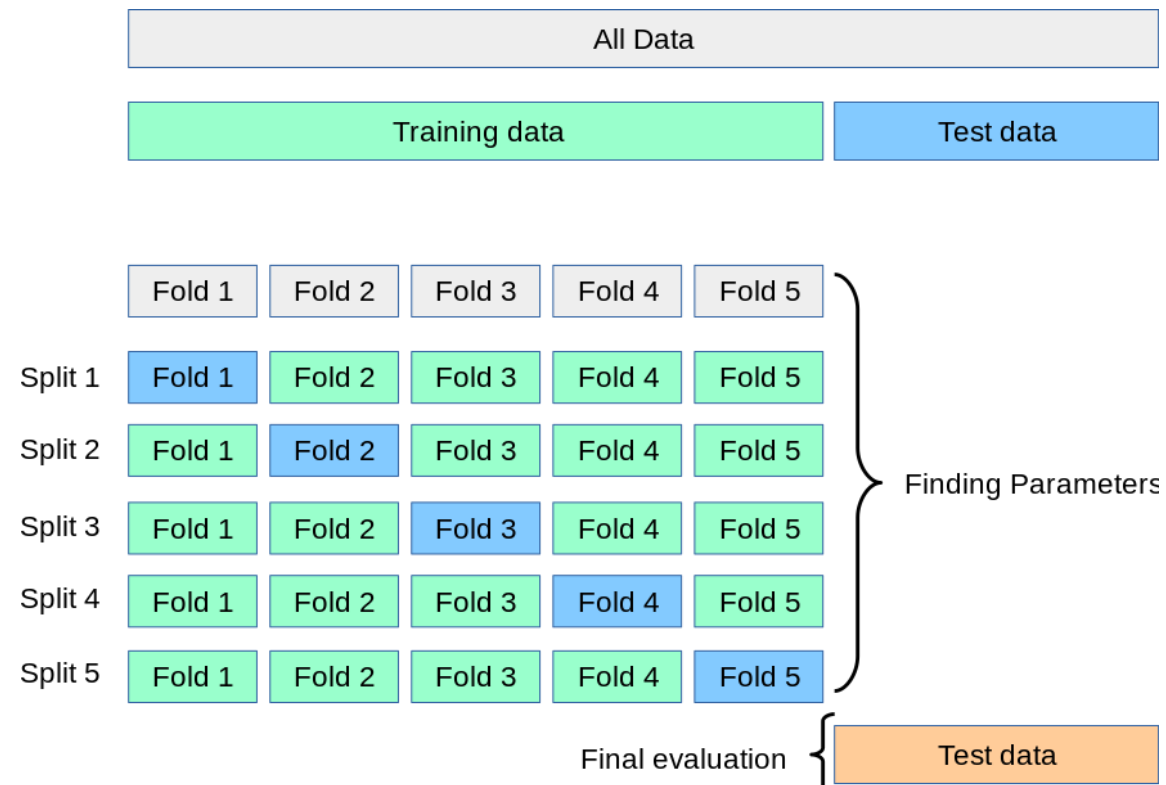 All Data
Training data Test data
Fold 1 Fold 2 Fold 3 Fold 4 Fold 5
Split 1 Fold 1 Fold 2 Fold 3 Fold 4 Fold 5
Split 2 Fold 1 Fold 2 Fold 3 Fold 4 Fold 5
Finding Parameters
Split 3 Fold 1 Fold 2 Fold 3 Fold 4 Fold 5
Split 4 Fold 1 Fold 2 Fold 3 Fold 4 Fold 5
Split 5 Fold 1 Fold 2 Fold 3 Fold 4 Fold 5
Final evaluation Test data